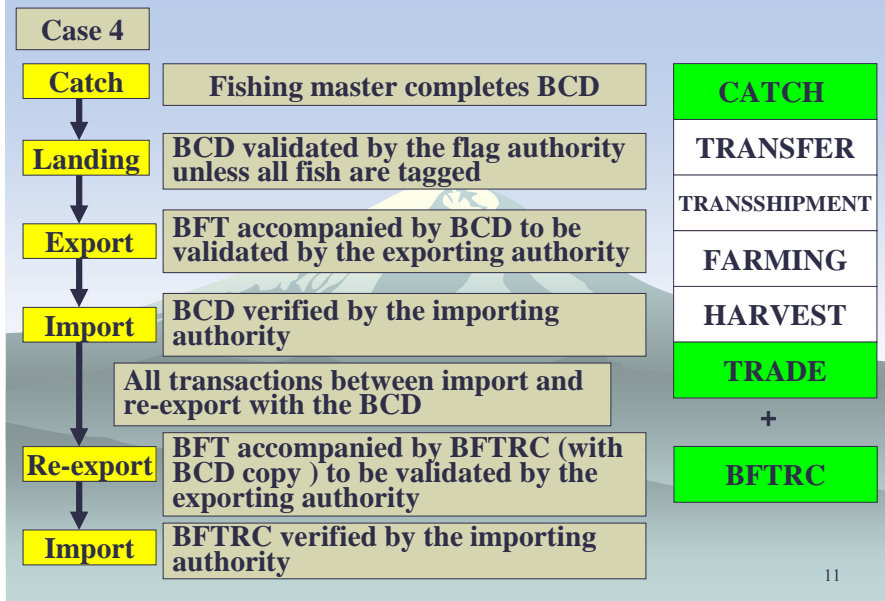 Case 4
Catch
Fishing master completes BCD
Landing
BCD validated by the flag authority
unless all fish are tagged
Export
BFT accompanied by BCD to be
validated by the exporting authority
Import
BCD verified by the importing
authority
All transactions between import and
re-export with the BCD
Re-export
BFT accompanied by BFTRC (with
BCD copy ) to be validated by the
exporting authority
Import
BFTRC verified by the importing
authority
CATCH
TRANSFER
TRANSSHIPMENT
FARMING
HARVEST
TRADE
+
BFTRC
11